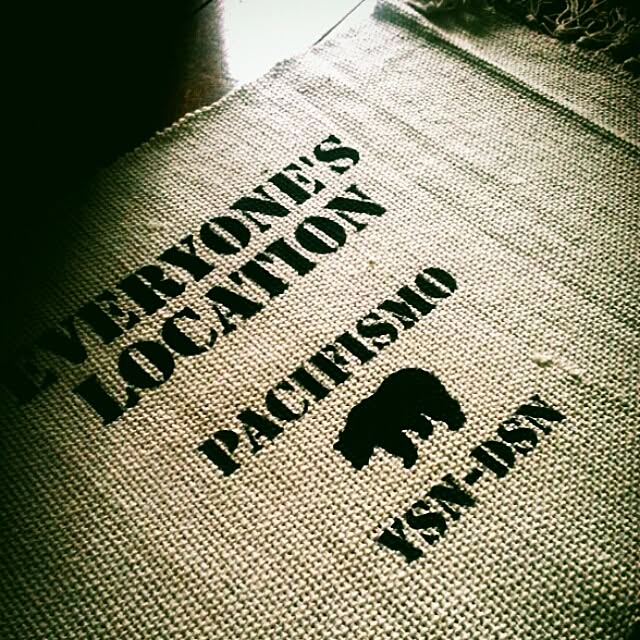 EVERYONE'S
LOCATION
PACIFISMO
YSN-DSN